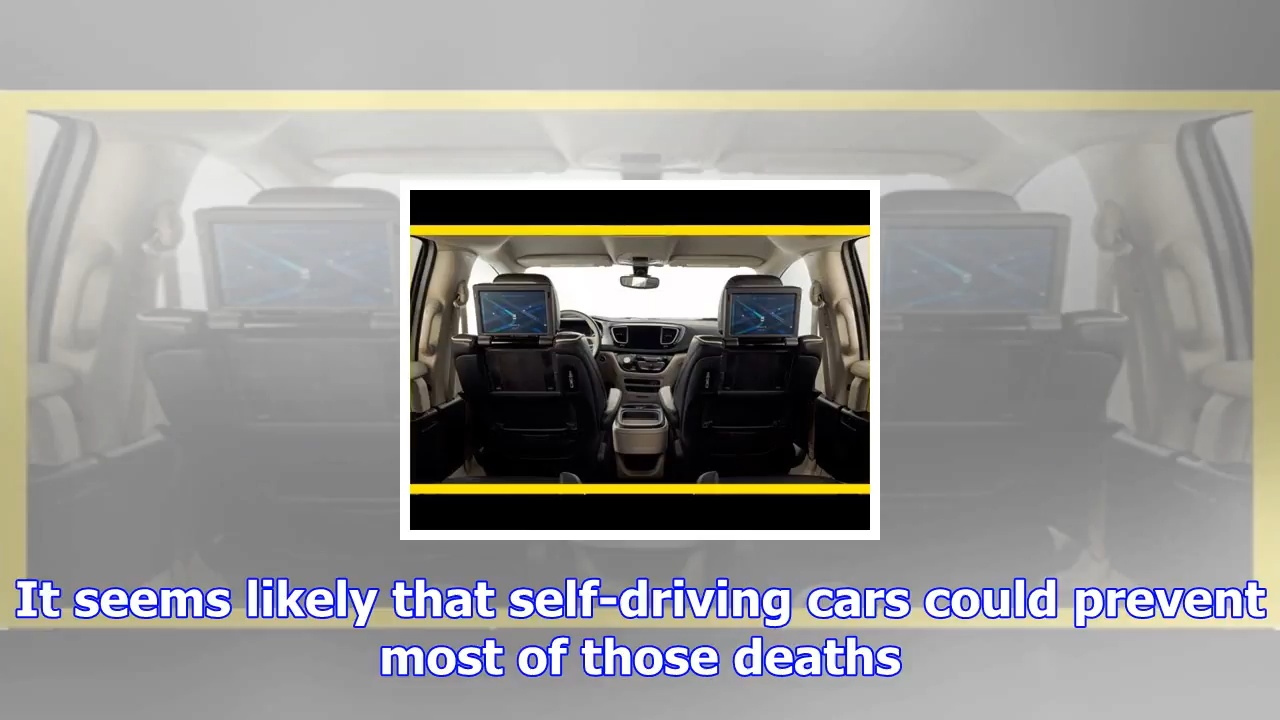 It seems likely that self-driving cars could prevent
most of those deaths